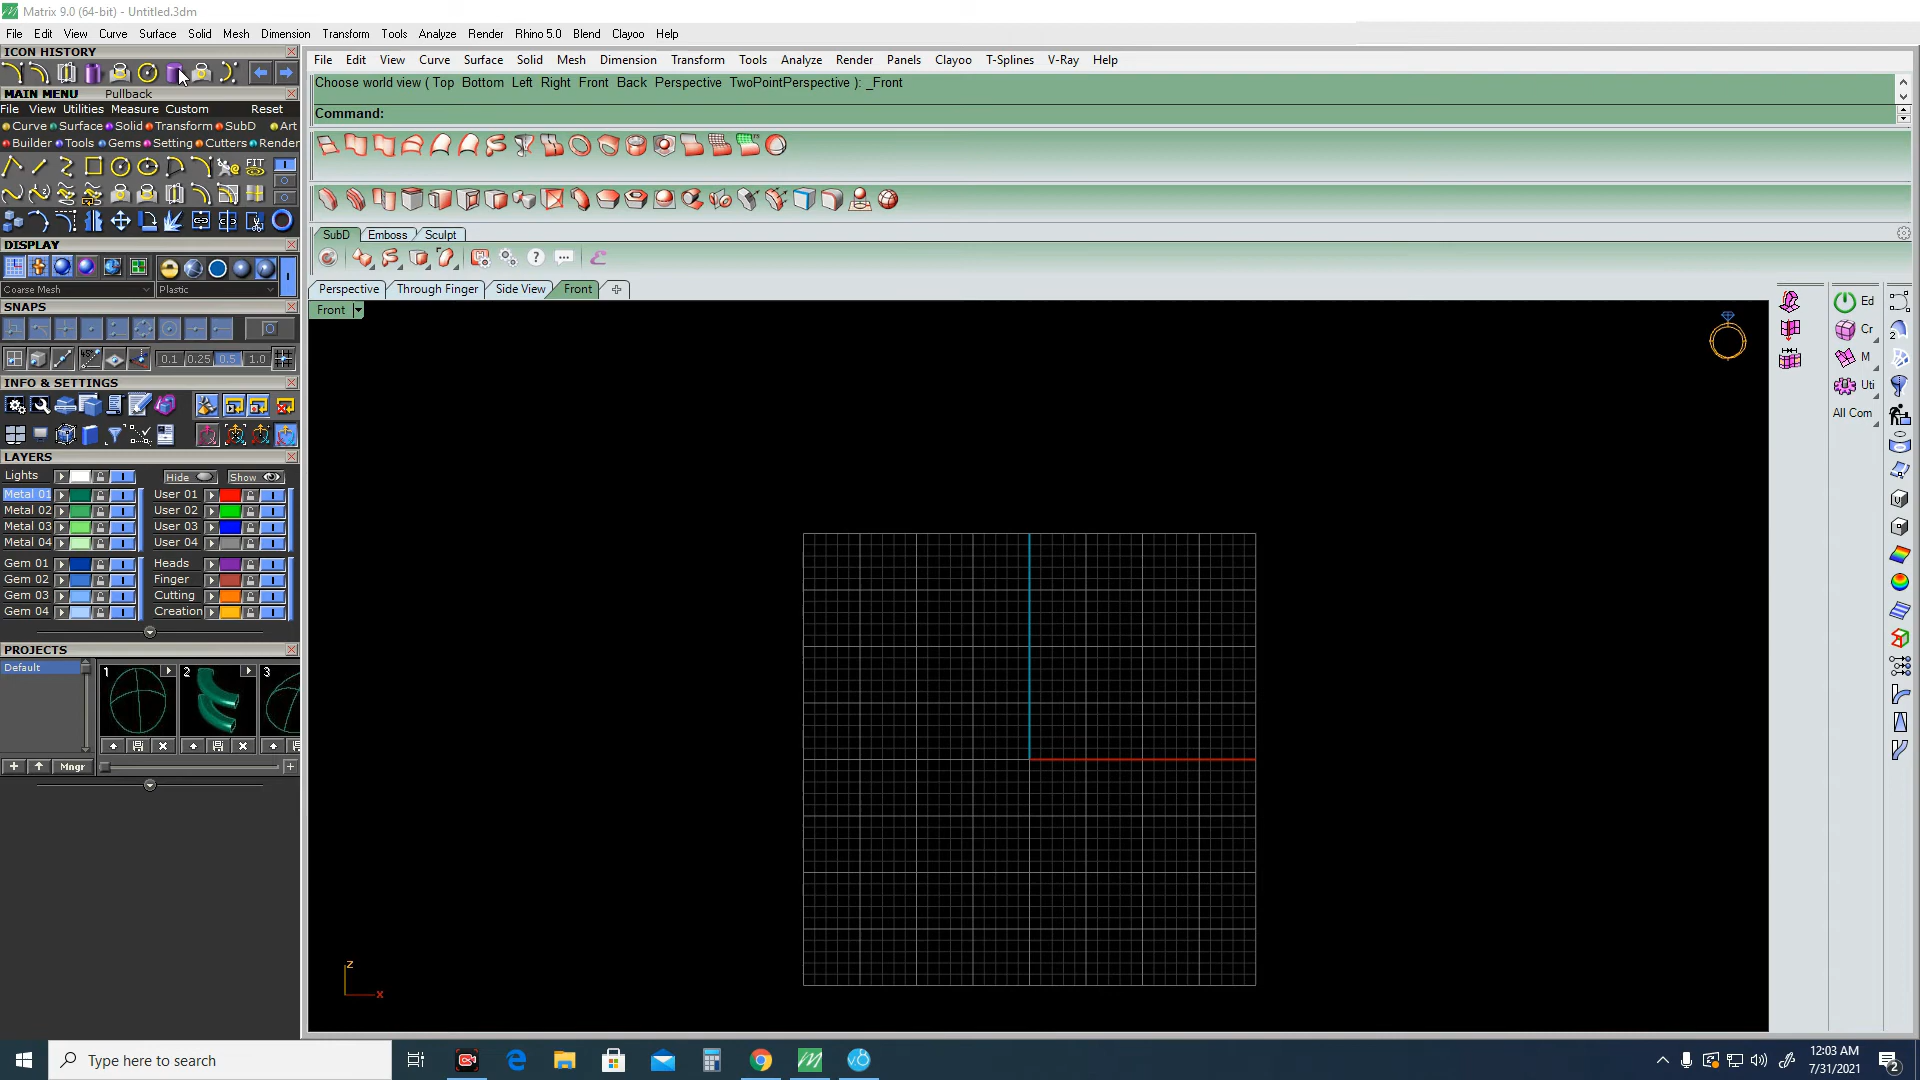 Matrix 9.0 (64-bit) - Untitled.3dm
File Edit View Curve Surface Solid Mesh Dimension Transform Tools Analyze Render Rhino 5.0 Blend Clayoo Help
ICON HISTORY
MAIN MENU Pullback
File View Utilities Measure Custom Reset
Curve Surface Solid Transform SubD Art
Builder Tools Gems Setting Cutters Render
FIT
DISPLAY
Coarse Mesh Plastic
SNAPS
0.1 0.25 0.5 1.0
INFO & SETTINGS
LAYERS
Lights Hide Show
Metal 01 User 01
Metal 02 User 02
Metal 03 User 03
Metal 04 User 04
Gem 01 Heads
Gem 02 Finger
Gem 03 Cutting
Gem 04 Creation
PROJECTS
Default 1 2 3
Mngr
File Edit View Curve Surface Solid Mesh Dimension Transform Tools Analyze Render Panels Clayoo T-Splines V-Ray Help
Choose world view ( Top Bottom Left Right Front Back Perspective TwoPointPerspective ): _Front
Command:
SubD Emboss Sculpt
Perspective Through Finger Side View Front
Front
z
x
Ed
Cr
M
Uti
All Com
Type here to search
12:03 AM
7/31/2021
2